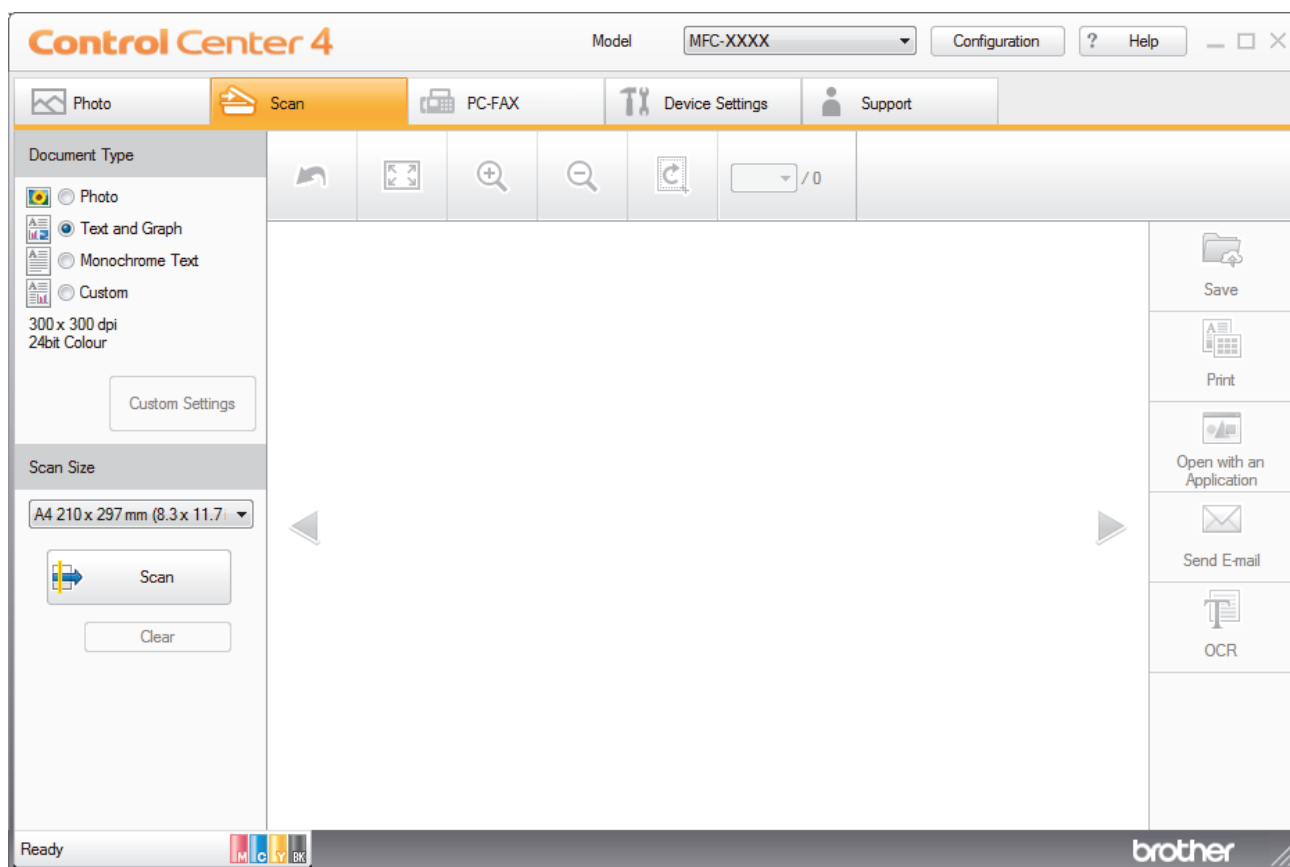 Control Center 4
Model
MFC-XXXX
Configuration
? Help
Photo
Scan
PC-FAX
Device Settings
Support
Document Type
Photo
Text and Graph
Monochrome Text
Custom
300 x 300 dpi
24bit Colour
Custom Settings
Scan Size
A4 210 x 297 mm (8.3 x 11.7
Scan
Clear
/ 0
Save
Print
Open with an
Application
Send E-mail
OCR
Ready
M C Y BK
brother